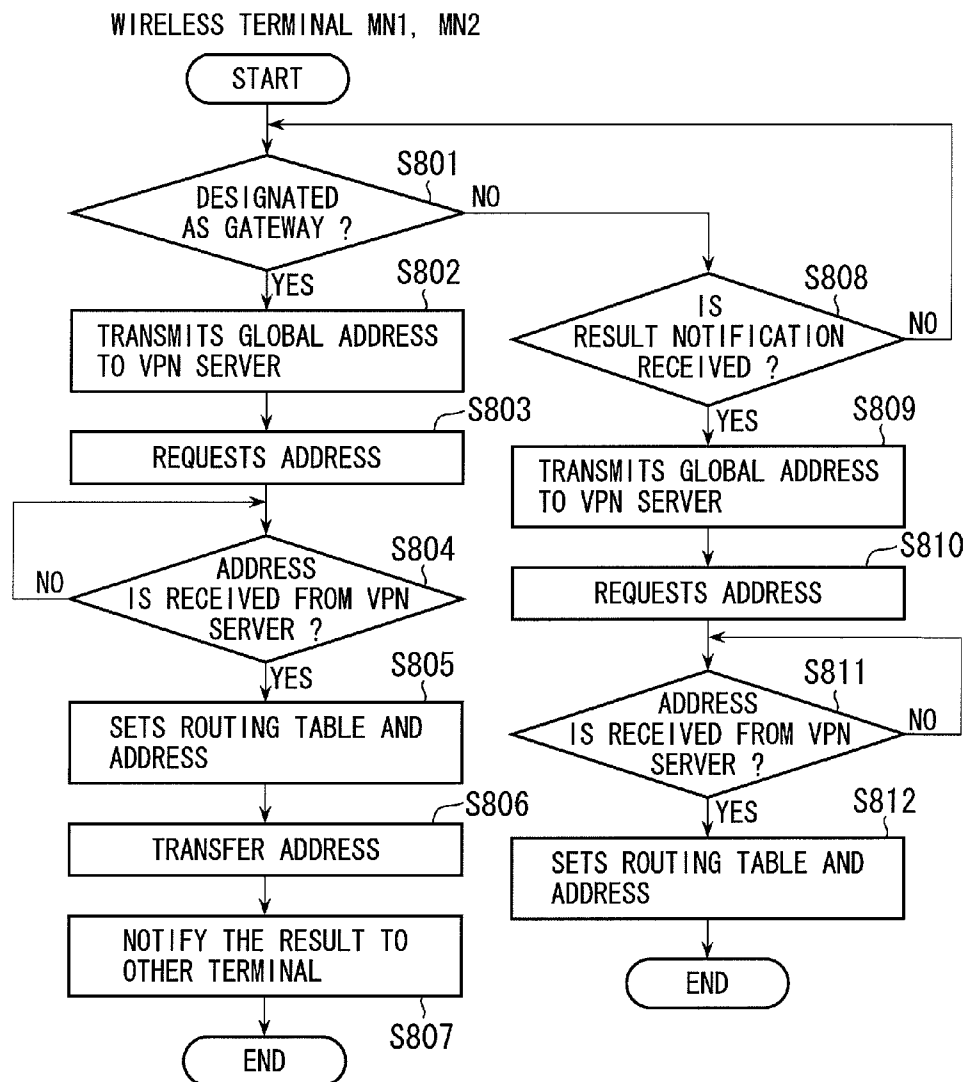 WIRELESS TERMINAL MN1, MN2
START
S801
DESIGNATED
AS GATEWAY ?
NO
YES
S802
TRANSMITS GLOBAL ADDRESS
TO VPN SERVER
S803
REQUESTS ADDRESS
S804
ADDRESS
IS RECEIVED FROM VPN
SERVER ?
NO
YES
S805
SETS ROUTING TABLE AND
ADDRESS
S806
TRANSFER ADDRESS
NOTIFY THE RESULT TO
OTHER TERMINAL
S807
END
S808
IS
RESULT NOTIFICATION
RECEIVED ?
NO
YES
S809
TRANSMITS GLOBAL ADDRESS
TO VPN SERVER
S810
REQUESTS ADDRESS
S811
ADDRESS
IS RECEIVED FROM VPN
SERVER ?
NO
YES
S812
SETS ROUTING TABLE AND
ADDRESS
END